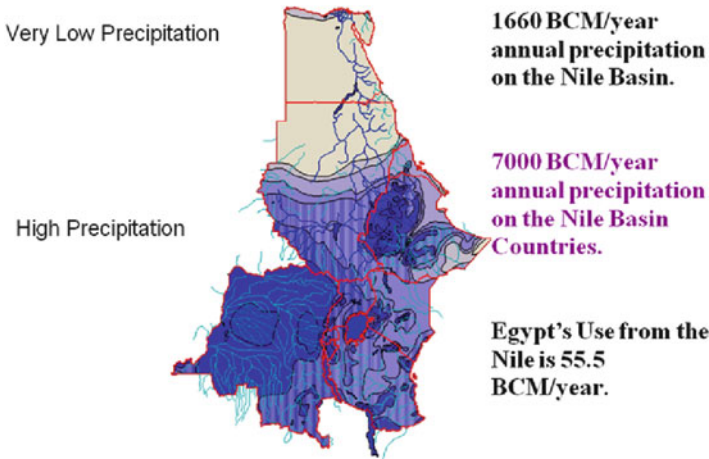 Very Low Precipitation
1660 BCM/year
annual precipitation
on the Nile Basin.
7000 BCM/year
annual precipitation
on the Nile Basin
Countries.
High Precipitation
Egypt's Use from the
Nile is 55.5
BCM/year.